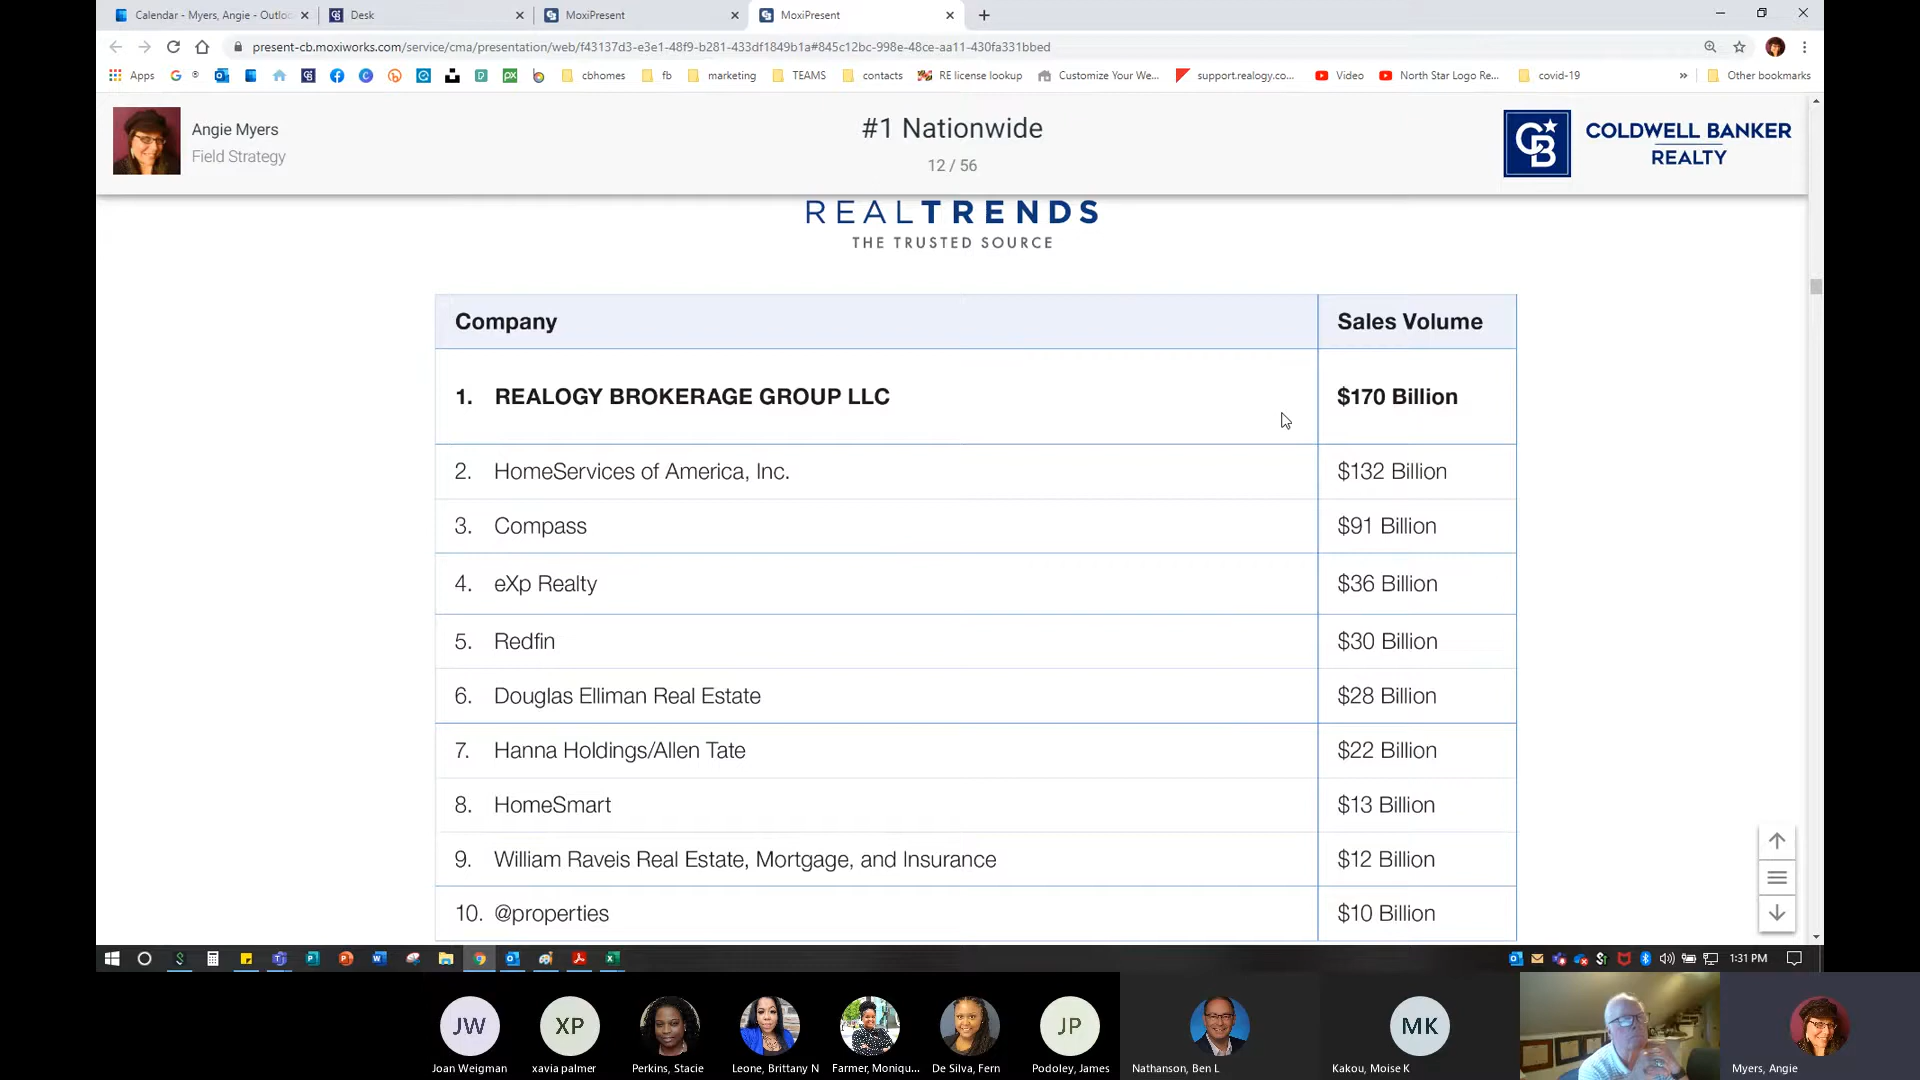 Calendar - Myers, Angie - Outlo
Desk
MoxiPresent
MoxiPresent
present-cb.moxiworks.com/service/cma/presentation/web/f43137d3-e3e1-48f9-b281-433df1849b1a#845c12bc-998e-48ce-aa11-430fa331bbed
Apps
cbhomes
fb
marketing
TEAMS
contacts
RE license lookup
Customize Your We...
support.realogy.co...
Video
North Star Logo Re...
covid-19
»
Other bookmarks
Angie Myers
Field Strategy
#1 Nationwide
12 / 56
CB
COLDWELL BANKER
REALTY
REALTRENDS
THE TRUSTED SOURCE
Company Sales Volume
1. REALOGY BROKERAGE GROUP LLC $170 Billion
2. HomeServices of America, Inc. $132 Billion
3. Compass $91 Billion
4. eXp Realty $36 Billion
5. Redfin $30 Billion
6. Douglas Elliman Real Estate $28 Billion
7. Hanna Holdings/Allen Tate $22 Billion
8. HomeSmart $13 Billion
9. William Raveis Real Estate, Mortgage, and Insurance $12 Billion
10. @properties $10 Billion
1:31 PM
JW
XP
JP
MK
Joan Weigman
xavia palmer
Perkins, Stacie
Leone, Brittany N
Farmer, Moniqu...
De Silva, Fern
Podoley, James
Nathanson, Ben L
Kakou, Moise K
Myers, Angie